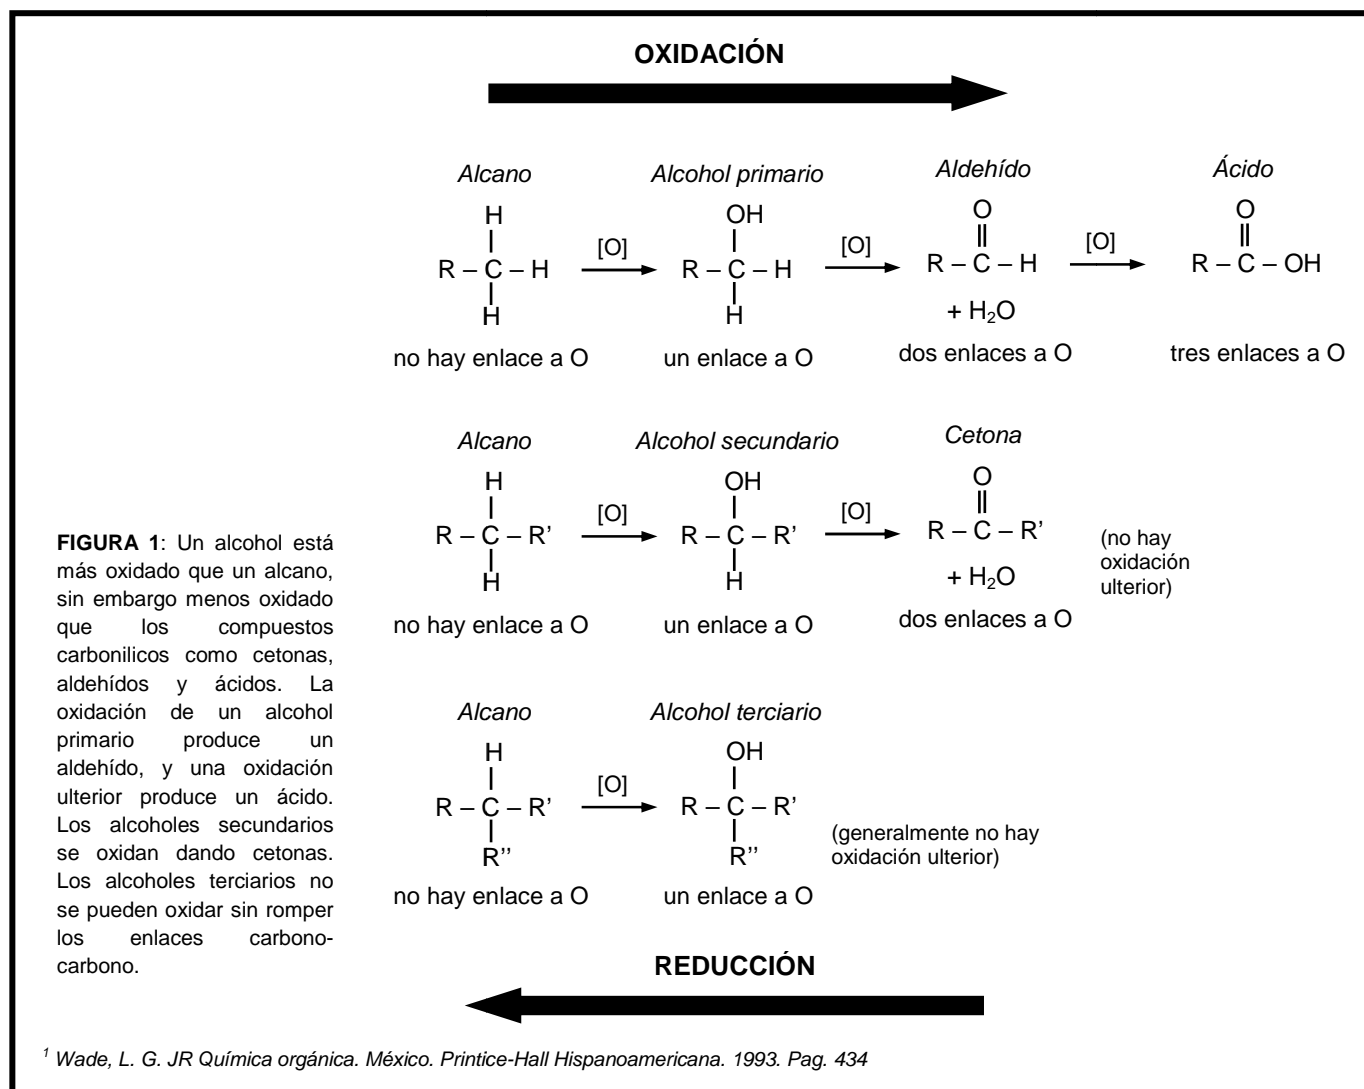 OXIDACIÓN
Alcano Alcohol primario Aldehído Ácido
H OH O O
R – C – H [O] R – C – H [O] R – C – H [O] R – C – OH
H H + H₂O
no hay enlace a O un enlace a O dos enlaces a O tres enlaces a O
Alcano Alcohol secundario Cetona
H OH O
R – C – R’ [O] R – C – R’ [O] R – C – R’
H H + H₂O
(no hay
oxidación
ulterior)
no hay enlace a O un enlace a O dos enlaces a O
Alcano Alcohol terciario
H OH
R – C – R’ [O] R – C – R’
R’’ R’’
(generalmente no hay
oxidación ulterior)
no hay enlace a O un enlace a O
FIGURA 1: Un alcohol está
más oxidado que un alcano,
sin embargo menos oxidado
que los compuestos
carbonilicos como cetonas,
aldehídos y ácidos. La
oxidación de un alcohol
primario produce un
aldehído, y una oxidación
ulterior produce un ácido.
Los alcoholes secundarios
se oxidan dando cetonas.
Los alcoholes terciarios no
se pueden oxidar sin romper
los enlaces carbono-
carbono.
REDUCCIÓN
¹ Wade, L. G. JR Química orgánica. México. Printice-Hall Hispanoamericana. 1993. Pag. 434